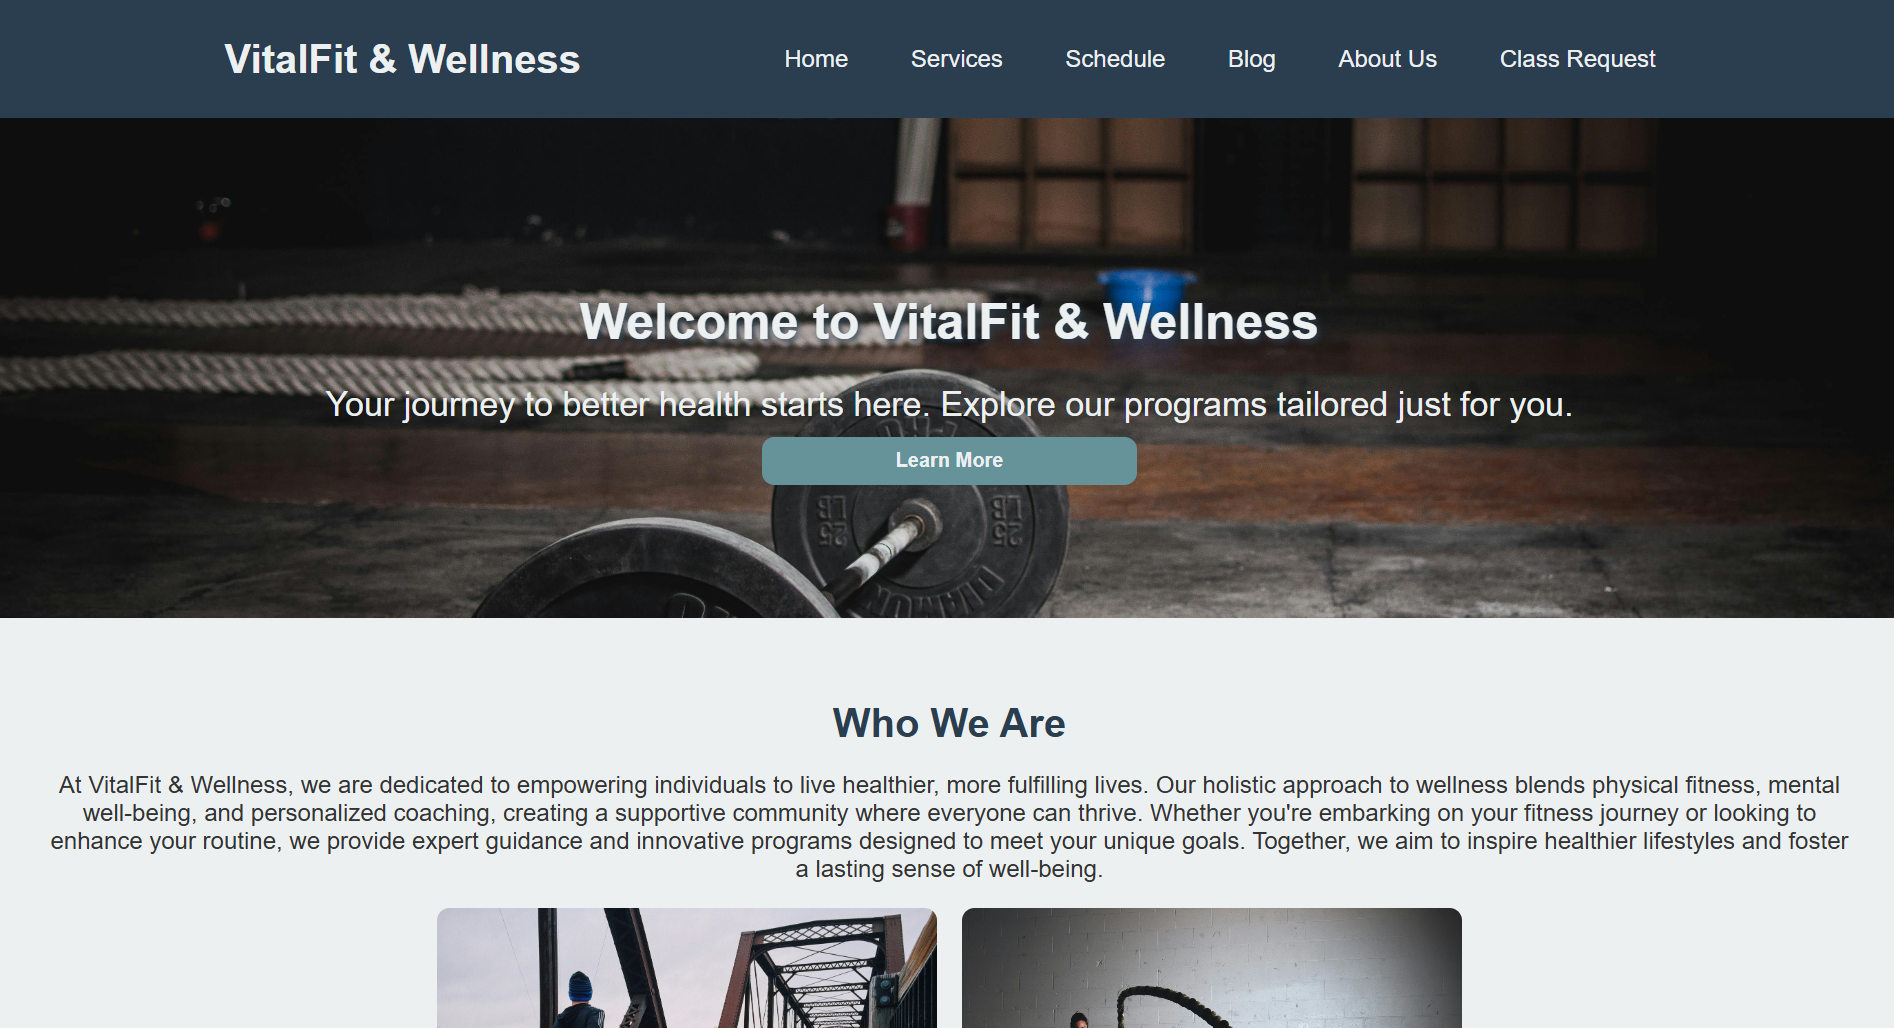 VitalFit & Wellness
Home Services Schedule Blog About Us Class Request
Welcome to VitalFit & Wellness
Your journey to better health starts here. Explore our programs tailored just for you.
Learn More
25 LB
25 LB
Who We Are
At VitalFit & Wellness, we are dedicated to empowering individuals to live healthier, more fulfilling lives. Our holistic approach to wellness blends physical fitness, mental
well-being, and personalized coaching, creating a supportive community where everyone can thrive. Whether you're embarking on your fitness journey or looking to
enhance your routine, we provide expert guidance and innovative programs designed to meet your unique goals. Together, we aim to inspire healthier lifestyles and foster
a lasting sense of well-being.